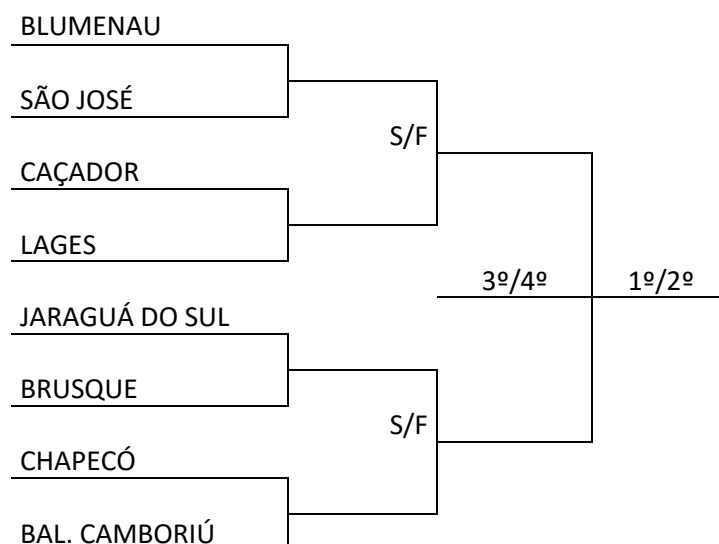 BLUMENAU
SÃO JOSÉ
S/F
CAÇADOR
LAGES
3º/4º 1º/2º
JARAGUÁ DO SUL
BRUSQUE
S/F
CHAPECÓ
BAL. CAMBORIÚ